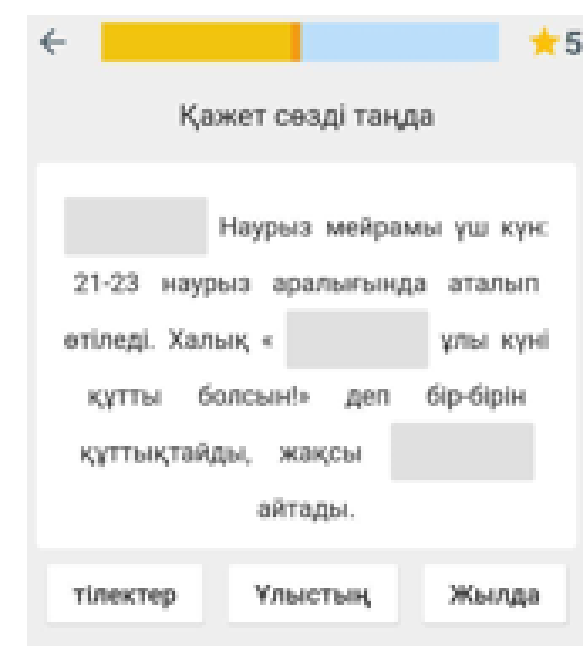 5
Қажет сөзді таңда
Наурыз мейрамы үш күн:
21-23 наурыз аралығында аталып
өтіледі. Халық « ұлы күні
құтты болсын!» деп бір-бірін
құттықтайды, жақсы
айтады.
тілектер Ұлыстың Жылда